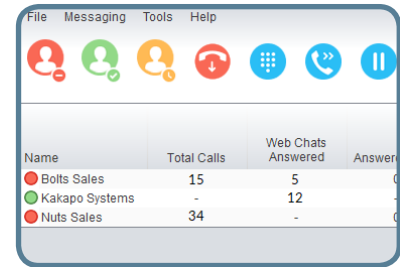 File Messaging Tools Help
Web Chats
Name Total Calls Answered
Bolts Sales 15 5
Kakapo Systems - 12 -
Nuts Sales 34 -